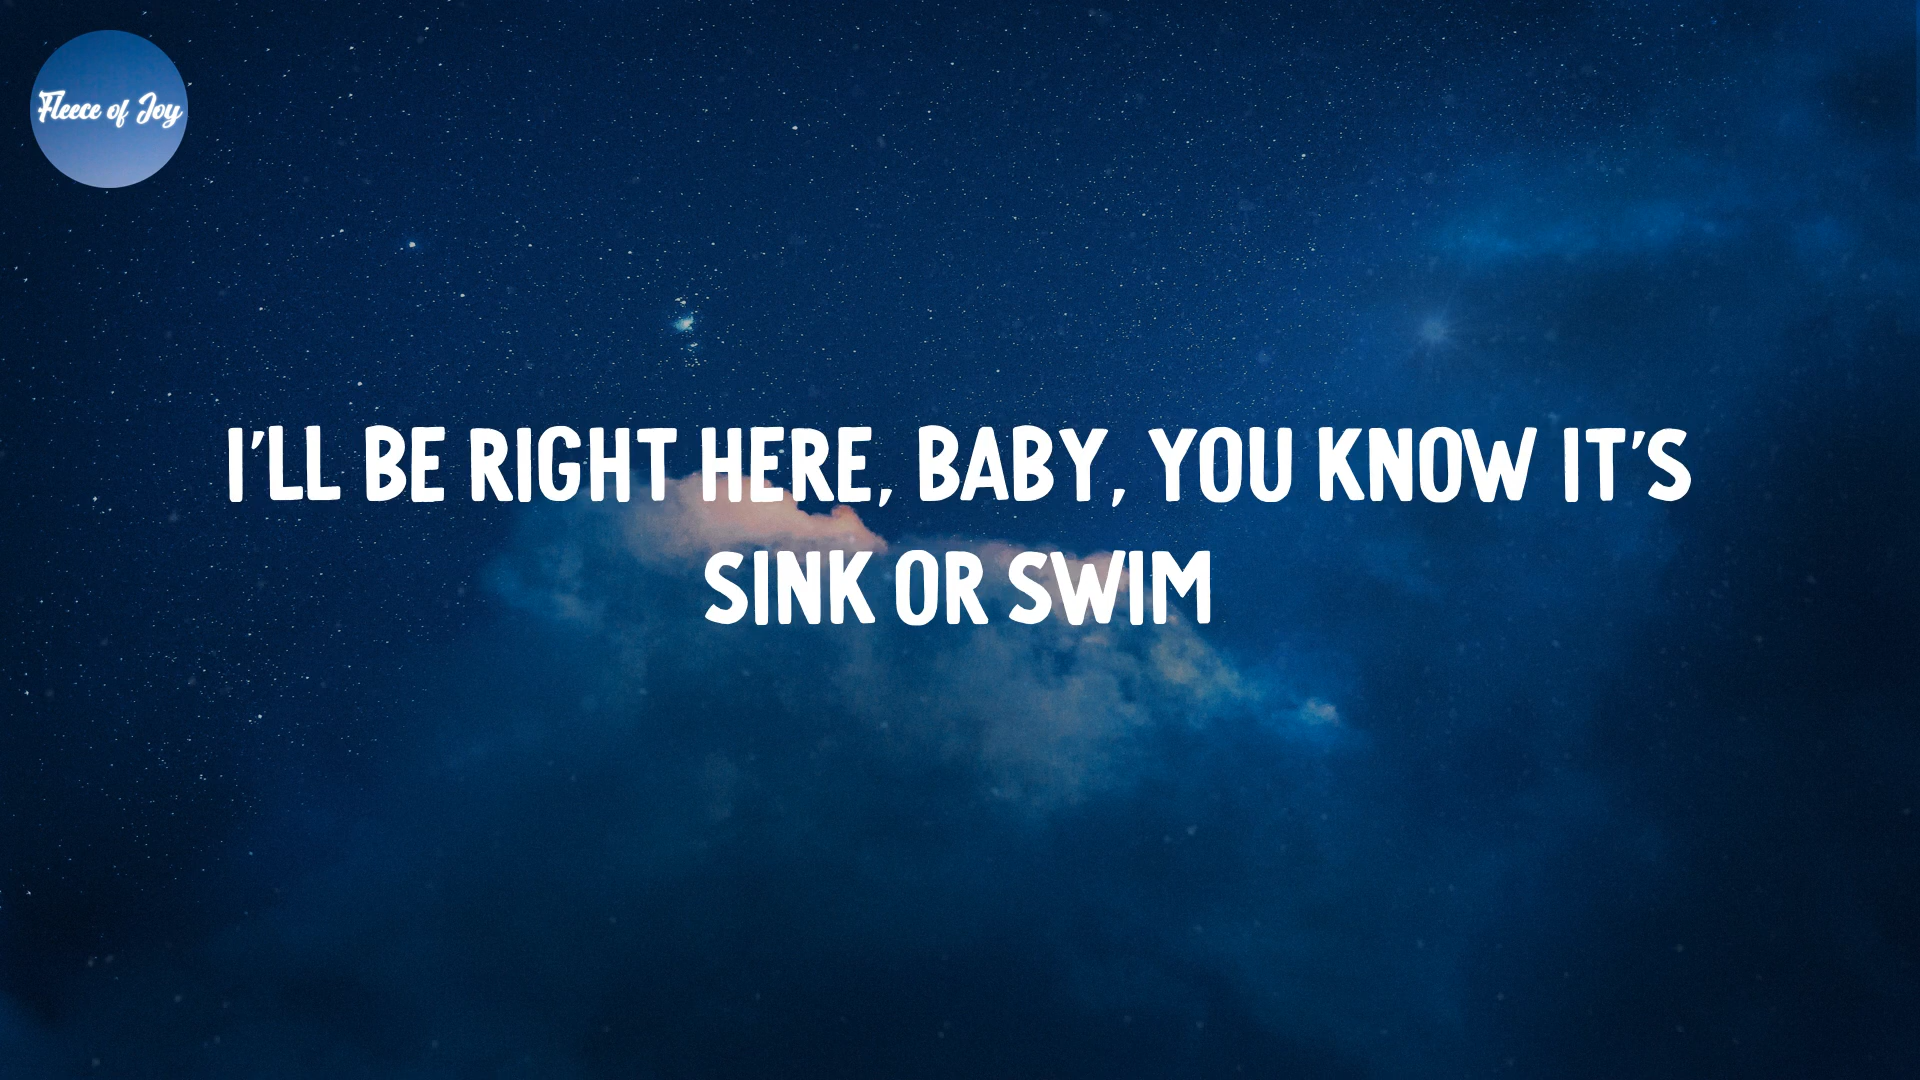 Fleece of Joy
I'LL BE RIGHT HERE, BABY, YOU KNOW IT'S
SINK OR SWIM